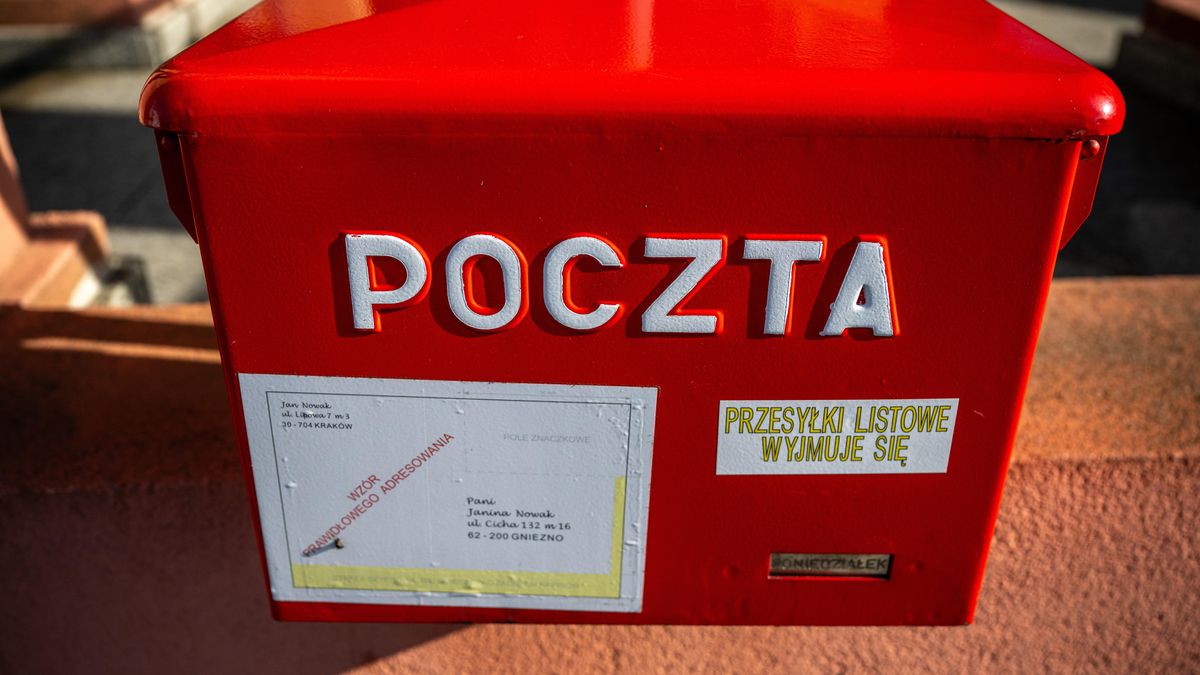 POCZTA
Jan Nowak
ul. Lipowa 7 m 3
30-704 KRAKÓW
POLE ZNACZKOWE
WZÓR
PRAWIDŁOWEGO ADRESOWANIA
Pani
Janina Nowak
ul. Cicha 132 m 16
62-200 GNIEZNO
PRZESYŁKI LISTOWE
WYJMUJE SIĘ
PONIEDZIAŁEK